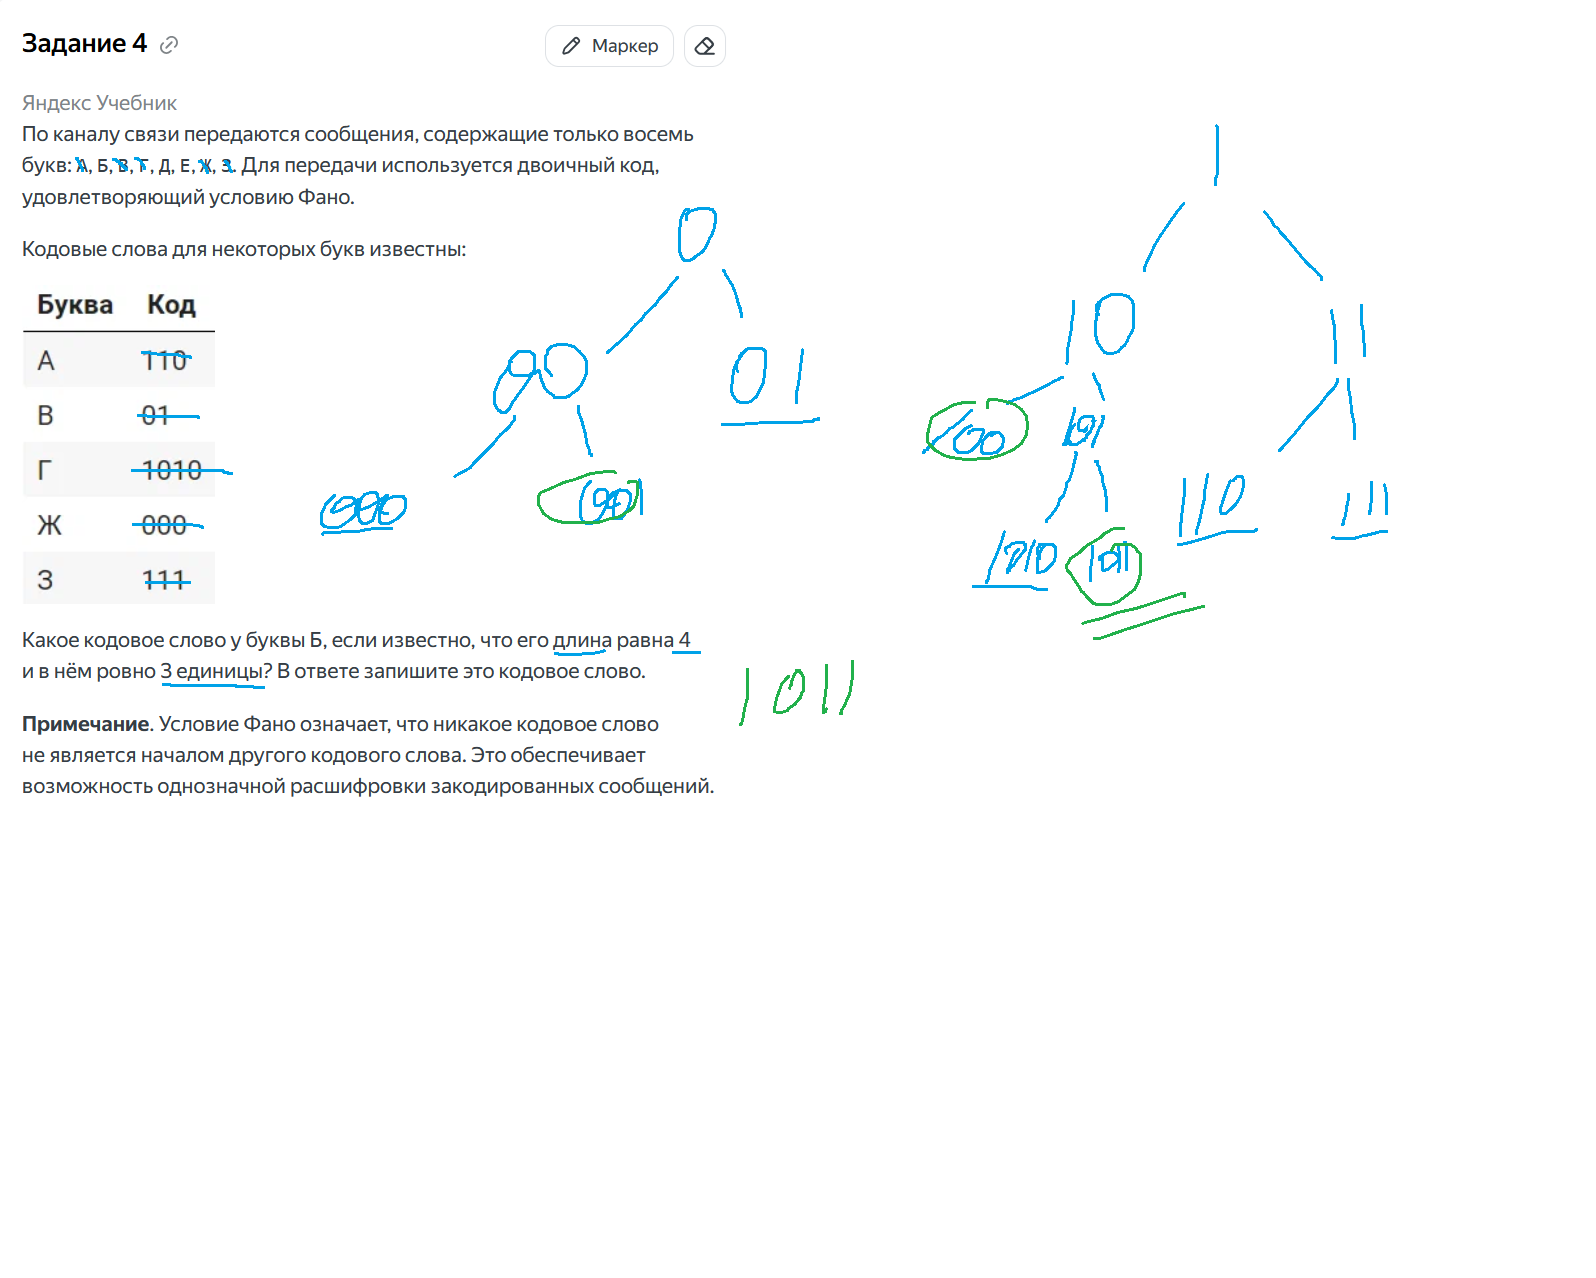 Задание 4
Маркер
Яндекс Учебник
По каналу связи передаются сообщения, содержащие только восемь
букв: А, Б, В, Г, Д, Е, Ж, З. Для передачи используется двоичный код,
удовлетворяющий условию Фано.
Кодовые слова для некоторых букв известны:
Буква Код
А 110
В 01
Г 1010
Ж 000
З 111
Какое кодовое слово у буквы Б, если известно, что его длина равна 4
и в нём ровно 3 единицы? В ответе запишите это кодовое слово.
Примечание. Условие Фано означает, что никакое кодовое слово
не является началом другого кодового слова. Это обеспечивает
возможность однозначной расшифровки закодированных сообщений.
0
00 01
000 001
1
10 11
100 101 110 111
1010 1011
1011